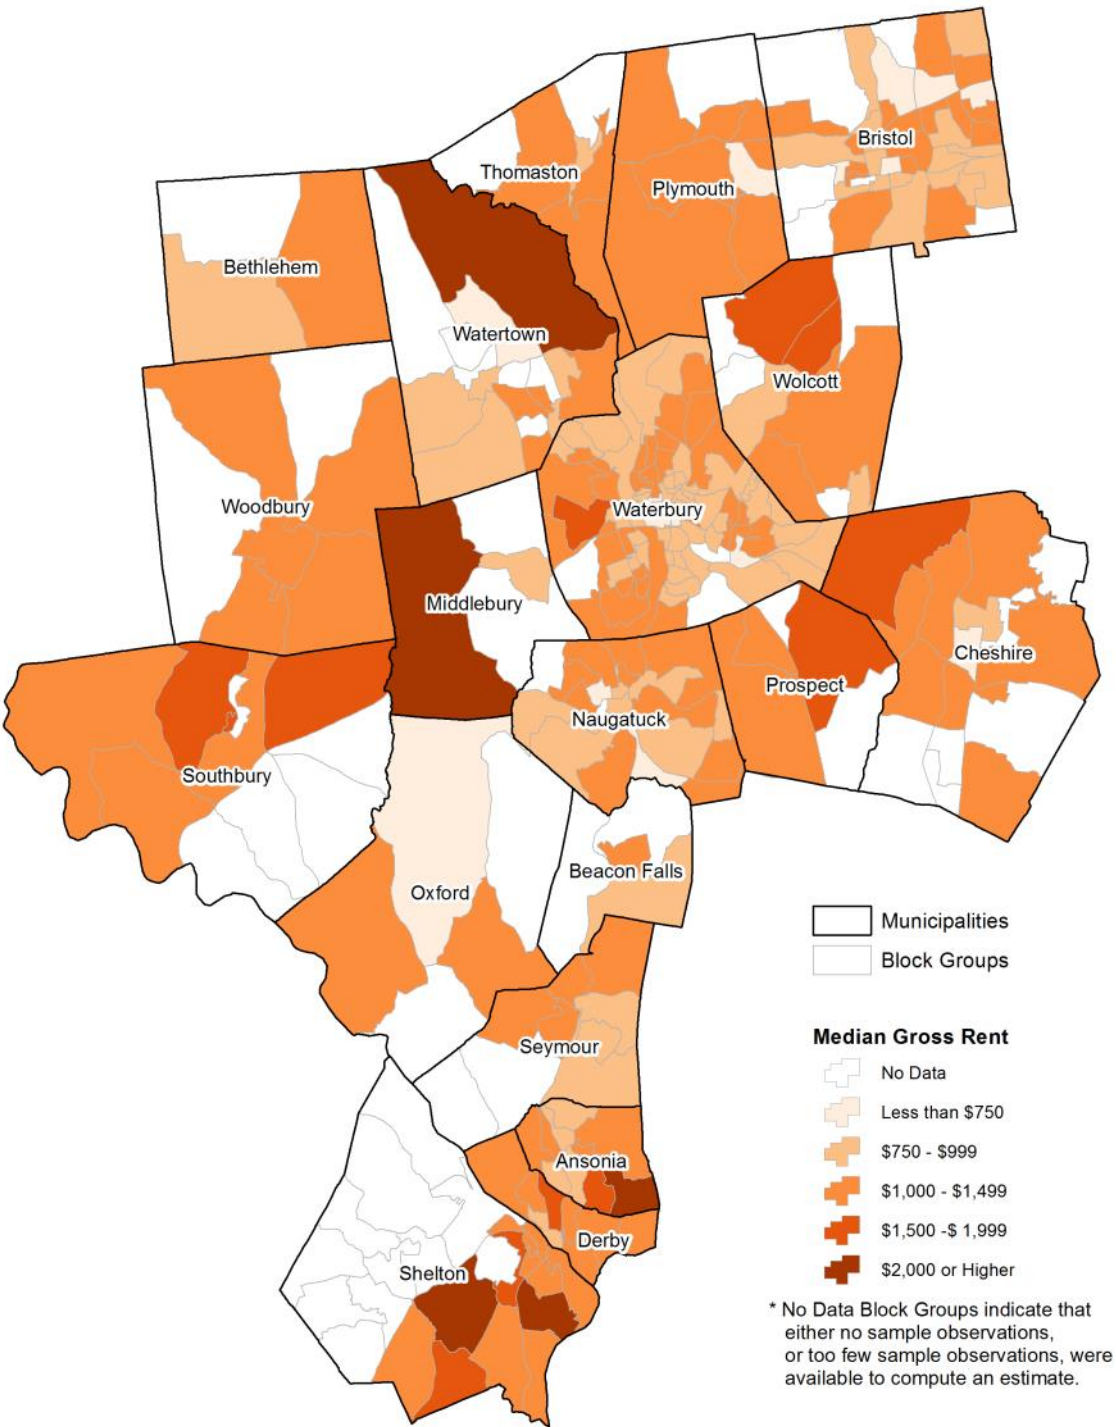 Bristol
Thomaston
Plymouth
Bethlehem
Watertown
Wolcott
Woodbury
Waterbury
Middlebury
Cheshire
Prospect
Naugatuck
Southbury
Beacon Falls
Oxford
Municipalities
Block Groups
Seymour
Median Gross Rent
No Data
Less than $750
$750 - $999
$1,000 - $1,499
$1,500 -$ 1,999
$2,000 or Higher
Ansonia
Derby
Shelton
* No Data Block Groups indicate that
either no sample observations,
or too few sample observations, were
available to compute an estimate.